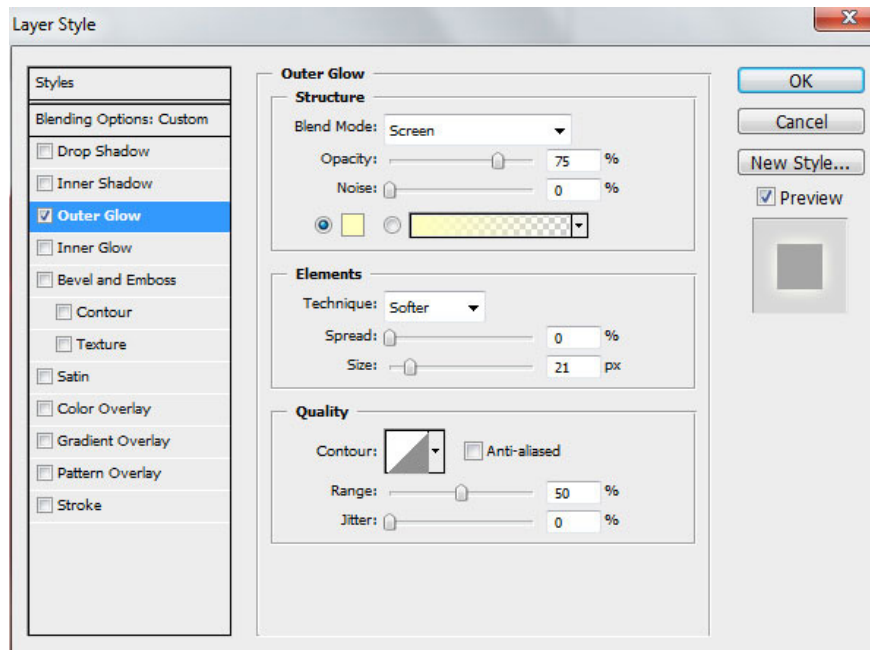 Layer Style
Styles
Blending Options: Custom
Drop Shadow
Inner Shadow
Outer Glow
Inner Glow
Bevel and Emboss
Contour
Texture
Satin
Color Overlay
Gradient Overlay
Pattern Overlay
Stroke
Outer Glow
Structure
Blend Mode: Screen
Opacity: 75 %
Noise: 0 %
Elements
Technique: Softer
Spread: 0 %
Size: 21 px
Quality
Contour: Anti-aliased
Range: 50 %
Jitter: 0 %
OK
Cancel
New Style...
Preview